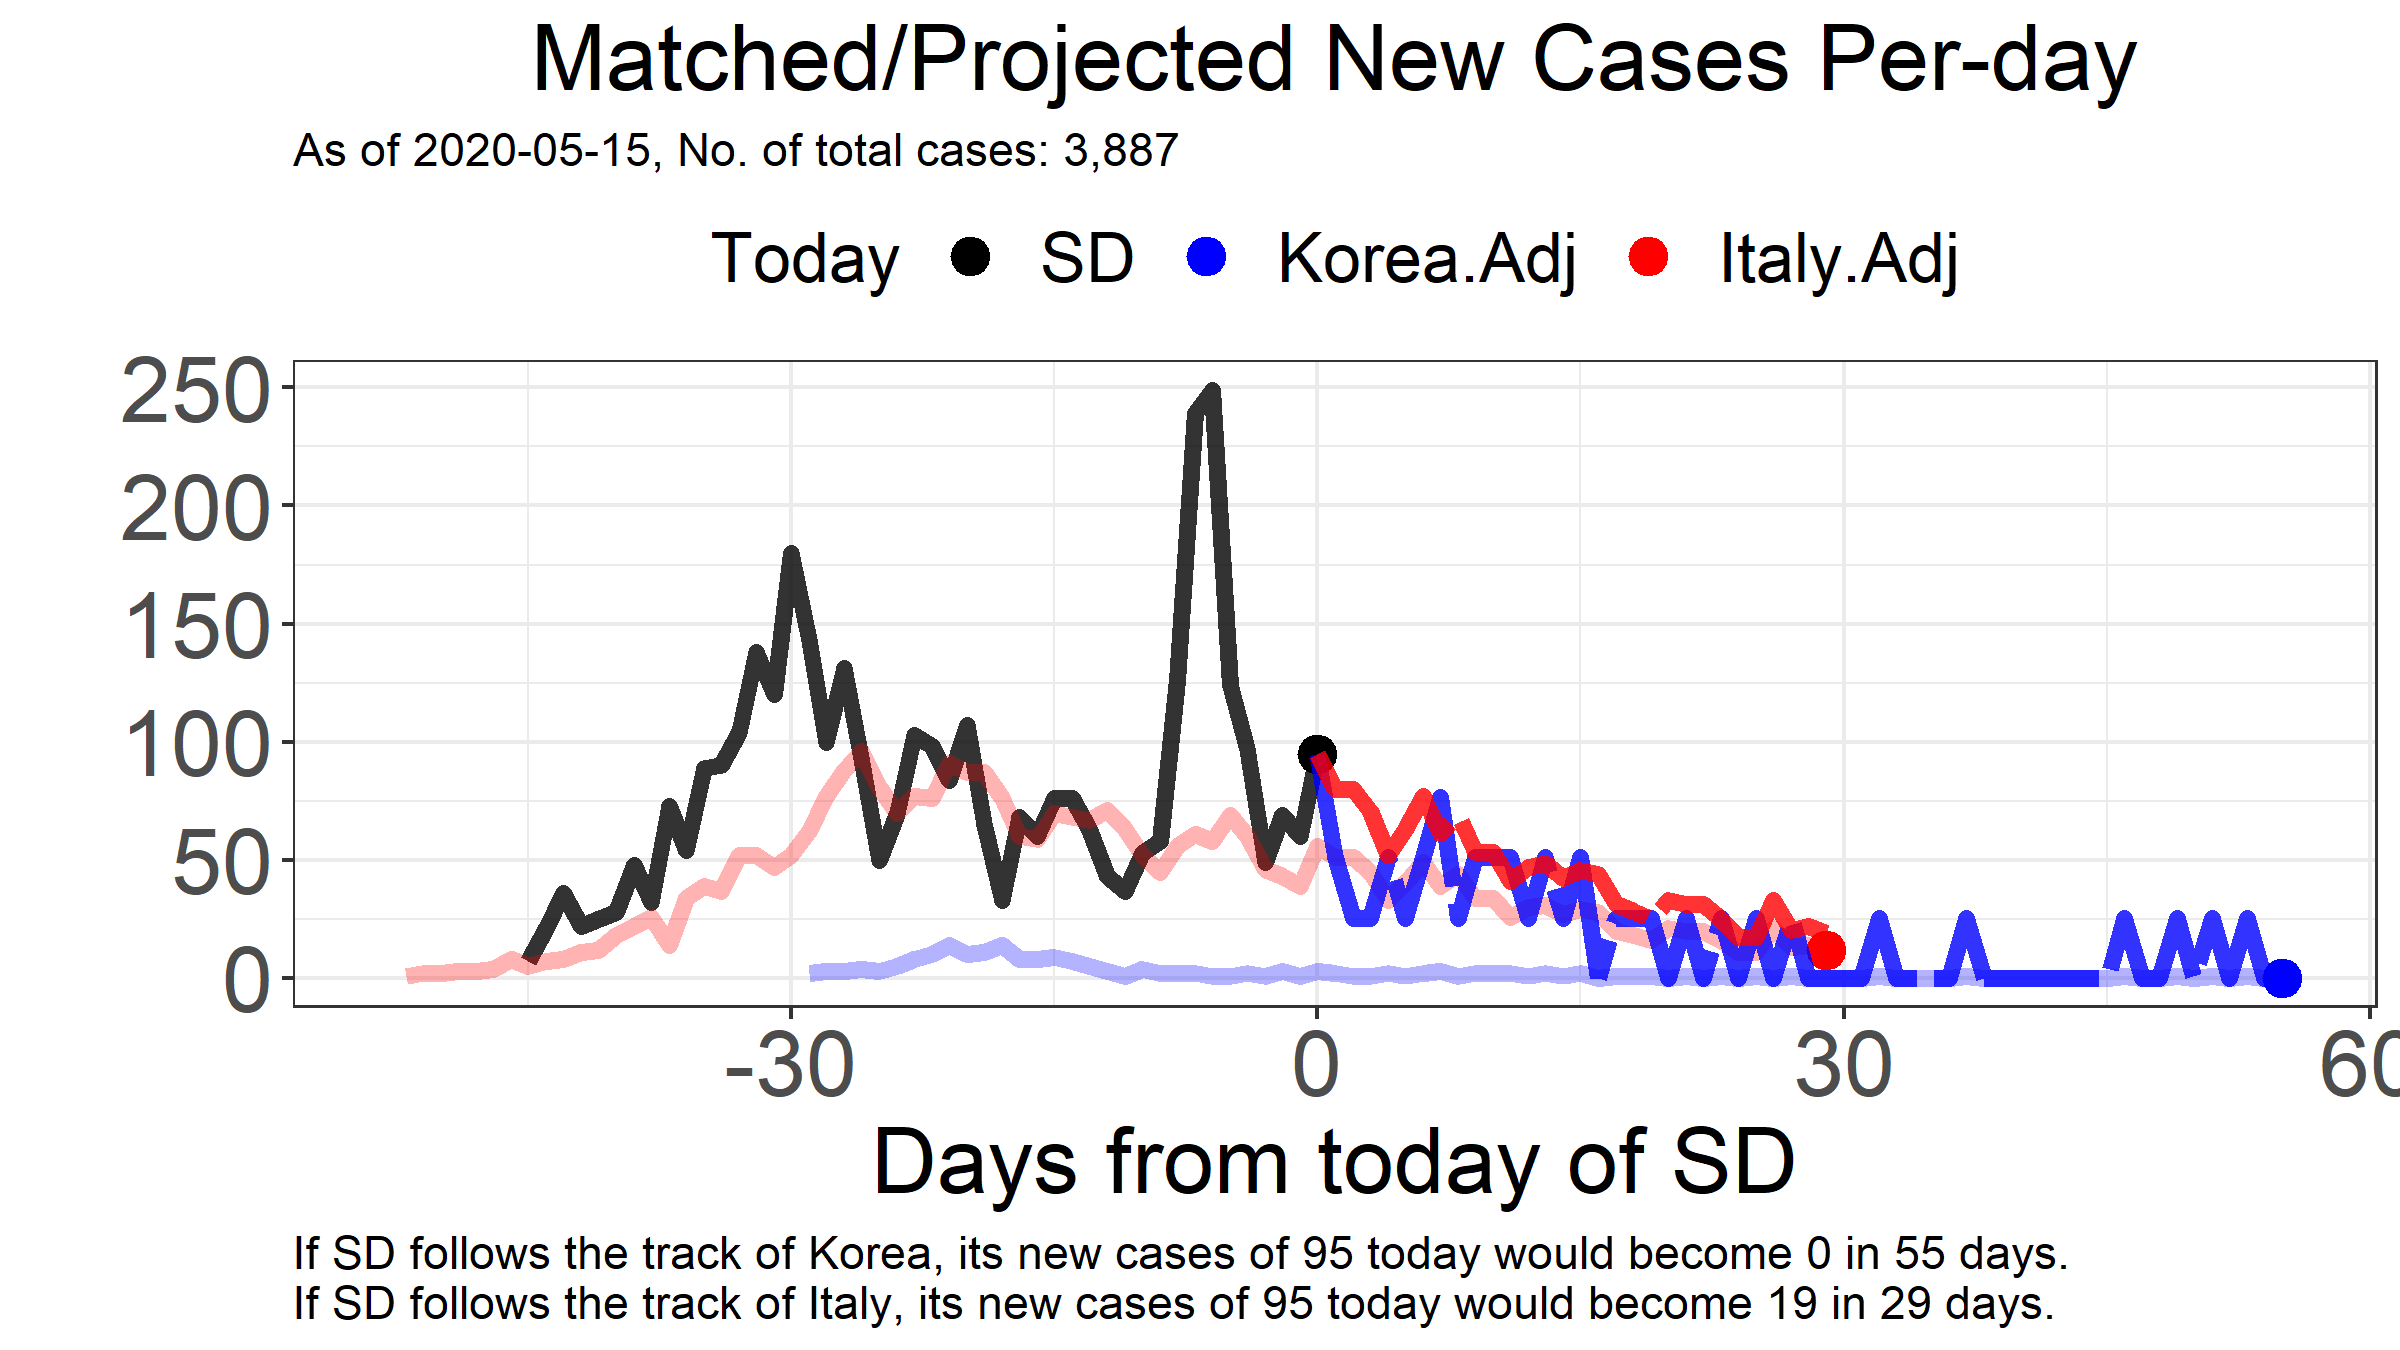 Matched/Projected New Cases Per-day
As of 2020-05-15, No. of total cases: 3,887
Today SD Korea.Adj Italy.Adj
250
200
150
100
50
0
-30 0 30 60
Days from today of SD
If SD follows the track of Korea, its new cases of 95 today would become 0 in 55 days.
If SD follows the track of Italy, its new cases of 95 today would become 19 in 29 days.